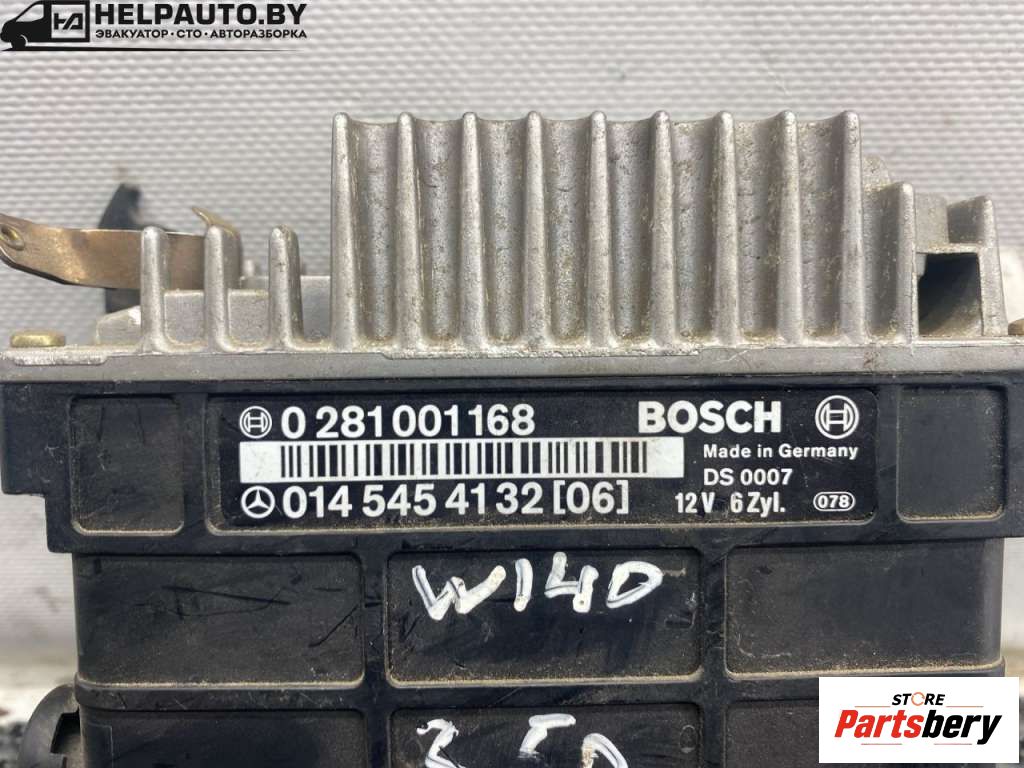 HELPAUTO.BY
ЭВАКУАТОР • СТО • АВТОРАЗБОРКА
0 281 001 168
BOSCH
Made in Germany
DS 0007
014 545 41 32 [06]
12V 6 Zyl. 078
W140
STORE
Partsbery